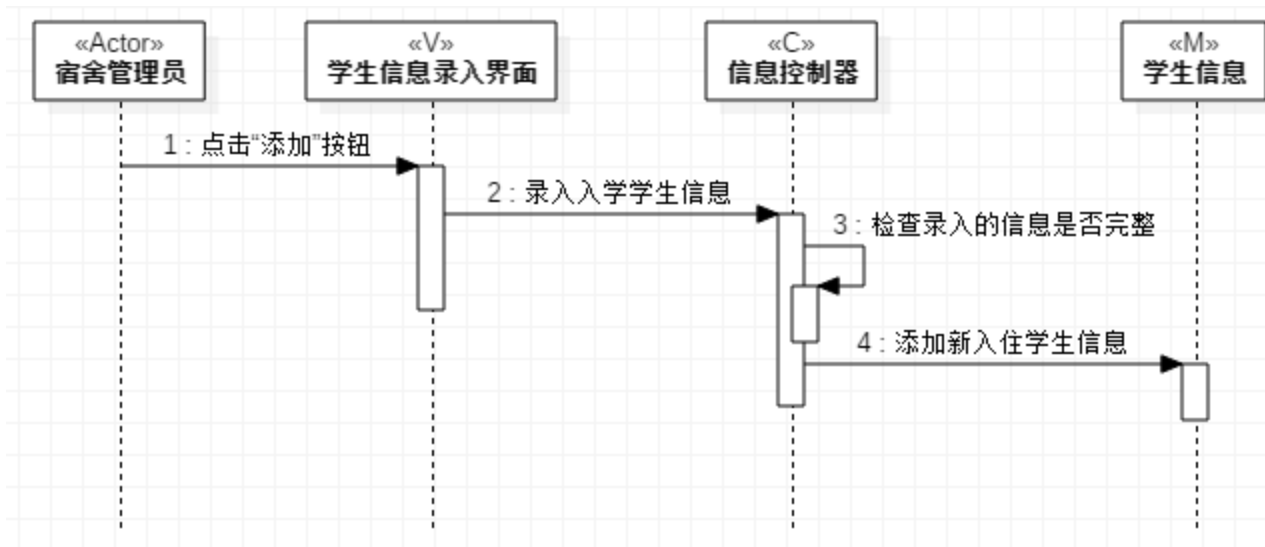 «Actor»
宿舍管理员
«V»
学生信息录入界面
«C»
信息控制器
«M»
学生信息
1 : 点击“添加”按钮
2 : 录入入学学生信息
3 : 检查录入的信息是否完整
4 : 添加新入住学生信息